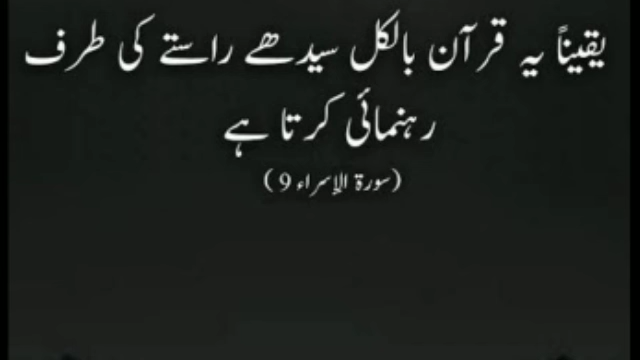 یقیناً یہ قرآن بالکل سیدھے راستے کی طرف
رہنمائی کرتا ہے
(سورۃ الإسراء 9)